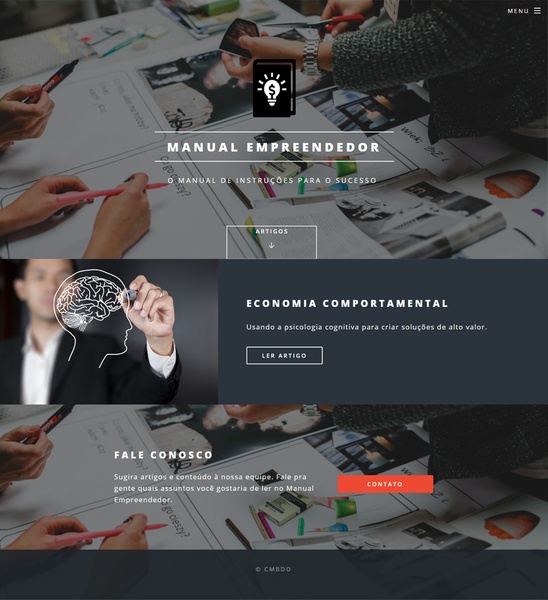 MENU
$
MANUAL EMPREENDEDOR
O MANUAL DE INSTRUÇÕES PARA O SUCESSO
ARTIGOS
ECONOMIA COMPORTAMENTAL
Usando a psicologia cognitiva para criar soluções de alto valor.
LER ARTIGO
FALE CONOSCO
Sugira artigos e conteúdo à nossa equipe. Fale pra
gente quais assuntos você gostaria de ler no Manual
Empreendedor.
CONTATO
© CMBDO